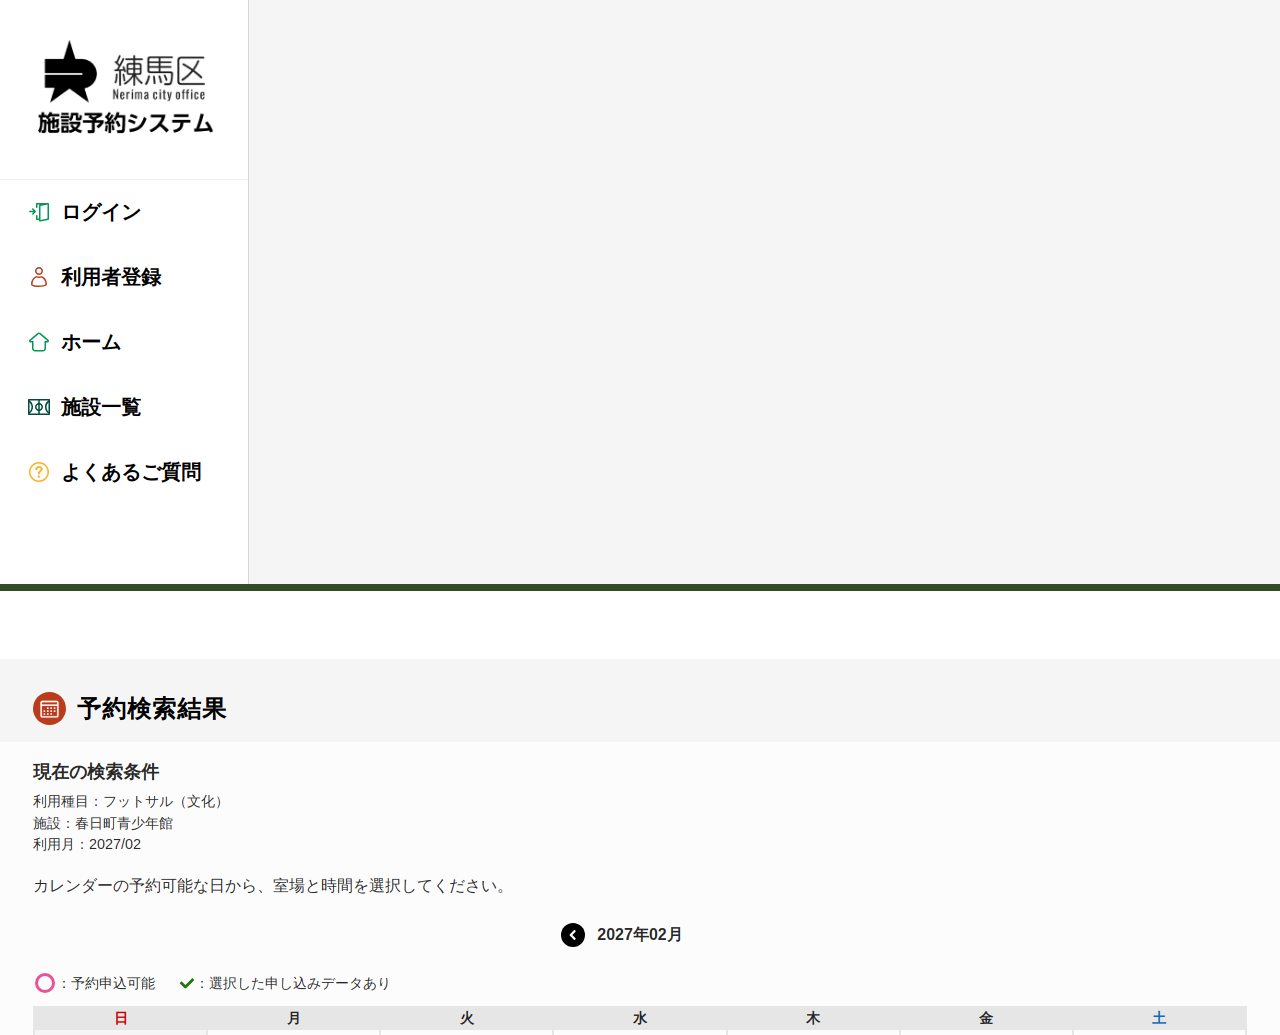 練馬区
Nerima city office
施設予約システム
ログイン
利用者登録
ホーム
施設一覧
よくあるご質問
予約検索結果
現在の検索条件
利用種目：フットサル（文化）
施設：春日町青少年館
利用月：2027/02
カレンダーの予約可能な日から、室場と時間を選択してください。
2027年02月
：予約申込可能 ：選択した申し込みデータあり
日 月 火 水 木 金 土